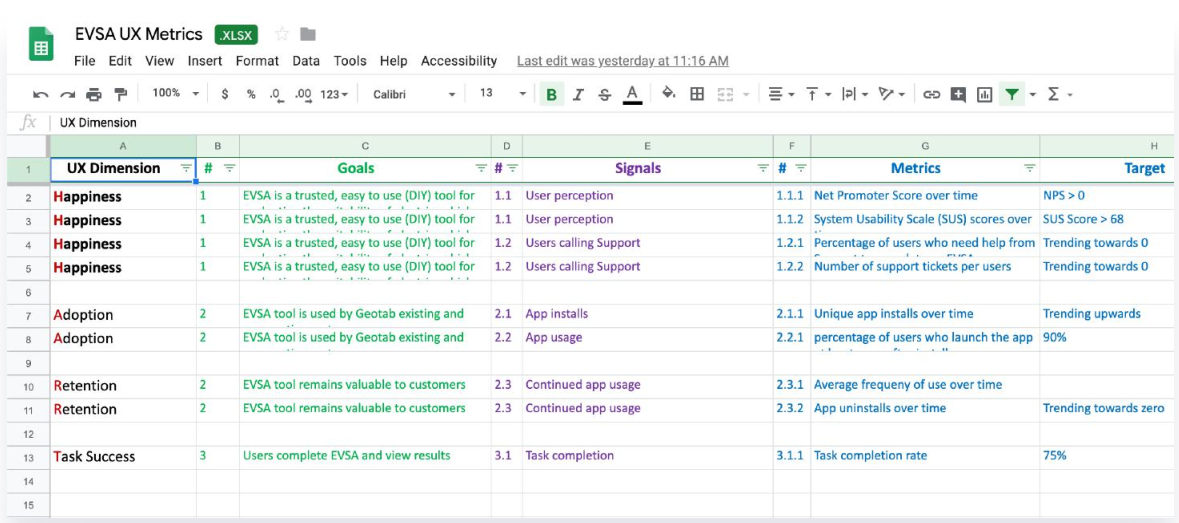 EVSA UX Metrics .XLSX
File Edit View Insert Format Data Tools Help Accessibility Last edit was yesterday at 11:16 AM
100% $ % .0 .00 123 Calibri 13 B I S A
fx UX Dimension
A B C D E F G H
1 UX Dimension # Goals # Signals # Metrics Target
2 Happiness 1 EVSA is a trusted, easy to use (DIY) tool for 1.1 User perception 1.1.1 Net Promoter Score over time NPS > 0
3 Happiness 1 EVSA is a trusted, easy to use (DIY) tool for 1.1 User perception 1.1.2 System Usability Scale (SUS) scores over SUS Score > 68
4 Happiness 1 EVSA is a trusted, easy to use (DIY) tool for 1.2 Users calling Support 1.2.1 Percentage of users who need help from Trending towards 0
5 Happiness 1 EVSA is a trusted, easy to use (DIY) tool for 1.2 Users calling Support 1.2.2 Number of support tickets per users Trending towards 0
6
7 Adoption 2 EVSA tool is used by Geotab existing and 2.1 App installs 2.1.1 Unique app installs over time Trending upwards
8 Adoption 2 EVSA tool is used by Geotab existing and 2.2 App usage 2.2.1 percentage of users who launch the app 90%
9
10 Retention 2 EVSA tool remains valuable to customers 2.3 Continued app usage 2.3.1 Average frequeny of use over time
11 Retention 2 EVSA tool remains valuable to customers 2.3 Continued app usage 2.3.2 App uninstalls over time Trending towards zero
12
13 Task Success 3 Users complete EVSA and view results 3.1 Task completion 3.1.1 Task completion rate 75%
14
15